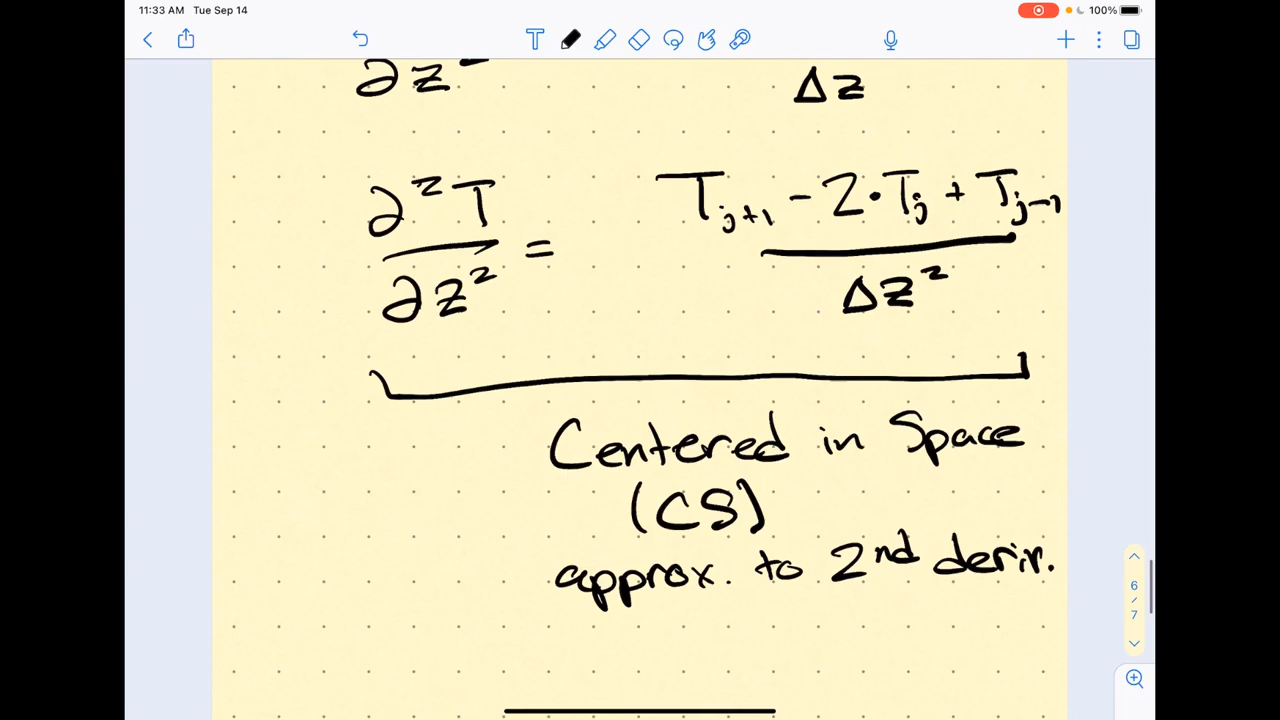 11:33 AM Tue Sep 14
100%
∂z² Δz
∂²T / ∂z² = T_{j+1} - 2·T_j + T_{j-1} / Δz²
Centered in Space
(CS)
approx. to 2nd deriv.
6
/
7